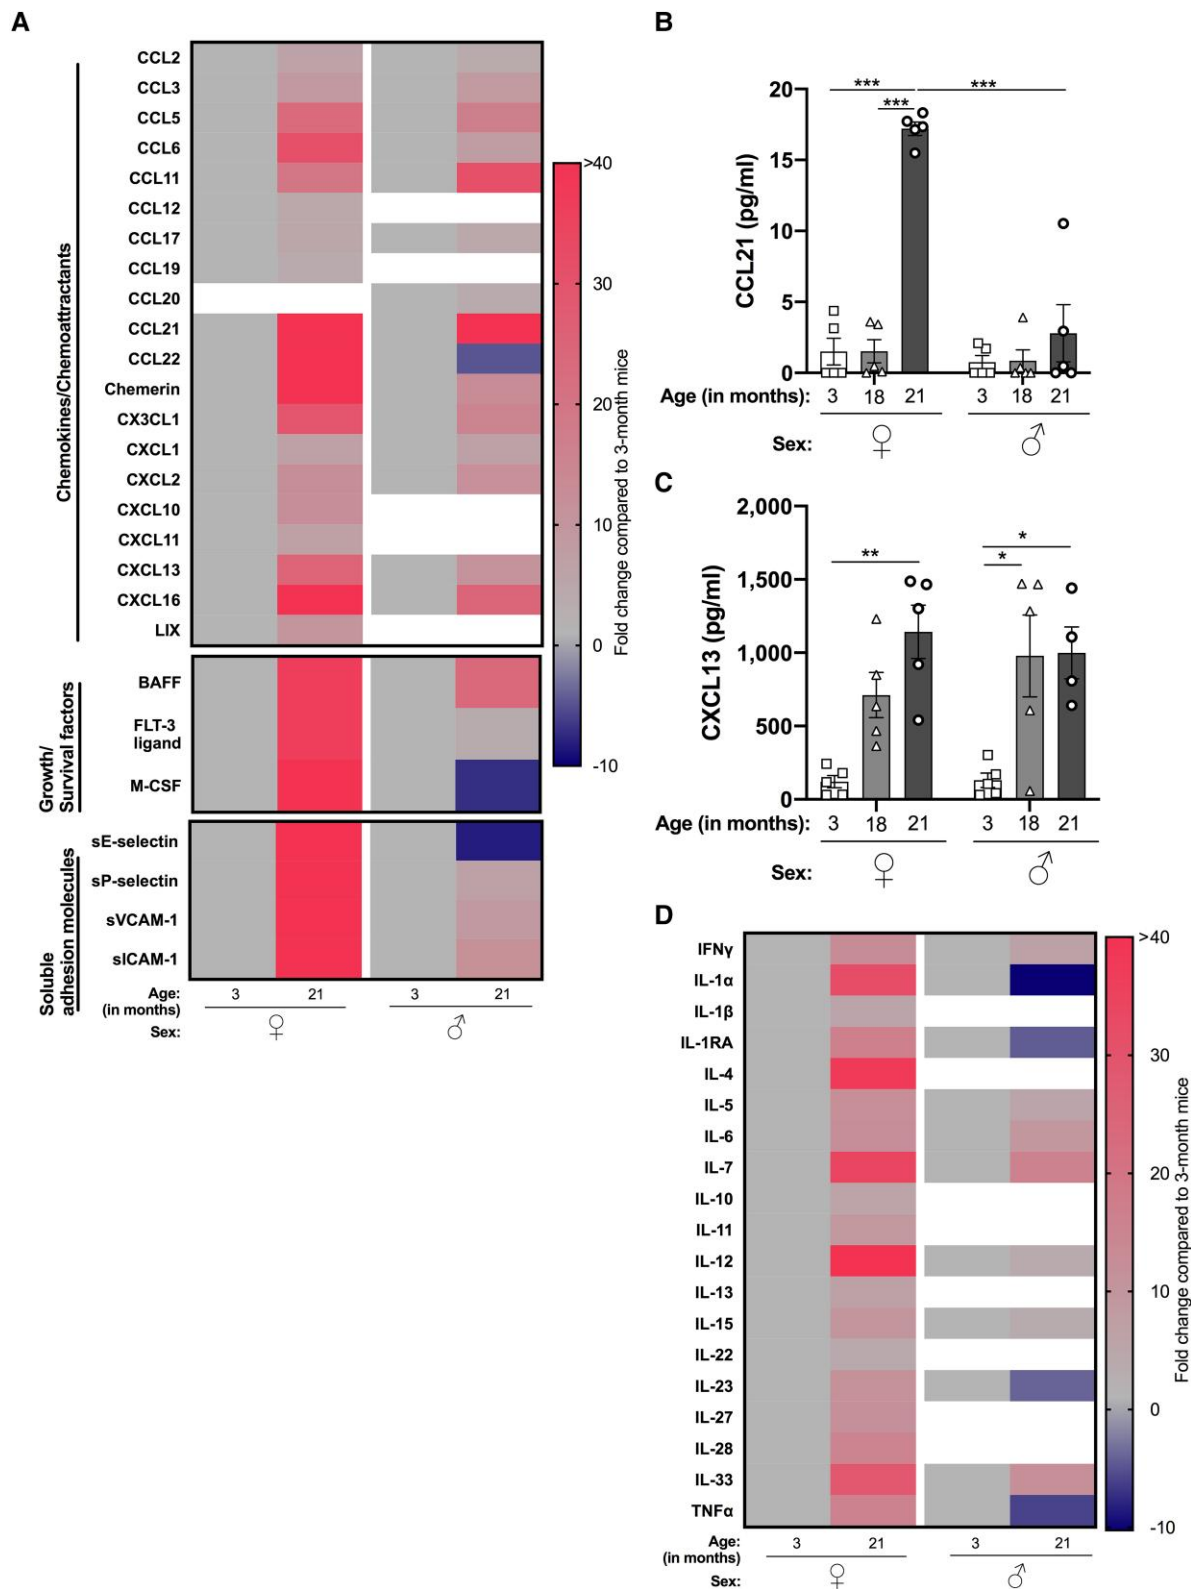 A
Chemokines/Chemoattractants
CCL2
CCL3
CCL5
CCL6
CCL11
CCL12
CCL17
CCL19
CCL20
CCL21
CCL22
Chemerin
CX3CL1
CXCL1
CXCL2
CXCL10
CXCL11
CXCL13
CXCL16
LIX
Growth/
Survival factors
BAFF
FLT-3
ligand
M-CSF
Soluble
adhesion molecules
sE-selectin
sP-selectin
sVCAM-1
sICAM-1
Age: 3 21 3 21
(in months)
Sex: ♀ ♂
>40
30
20
10
0
-10
Fold change compared to 3-month mice
B
CCL21 (pg/ml)
20
15
10
5
0
*** *** ***
Age (in months): 3 18 21 3 18 21
Sex: ♀ ♂
C
CXCL13 (pg/ml)
2,000
1,500
1,000
500
0
** * *
Age (in months): 3 18 21 3 18 21
Sex: ♀ ♂
D
IFNγ
IL-1α
IL-1β
IL-1RA
IL-4
IL-5
IL-6
IL-7
IL-10
IL-11
IL-12
IL-13
IL-15
IL-22
IL-23
IL-27
IL-28
IL-33
TNFα
Age: 3 21 3 21
(in months)
Sex: ♀ ♂
>40
30
20
10
0
-10
Fold change compared to 3-month mice